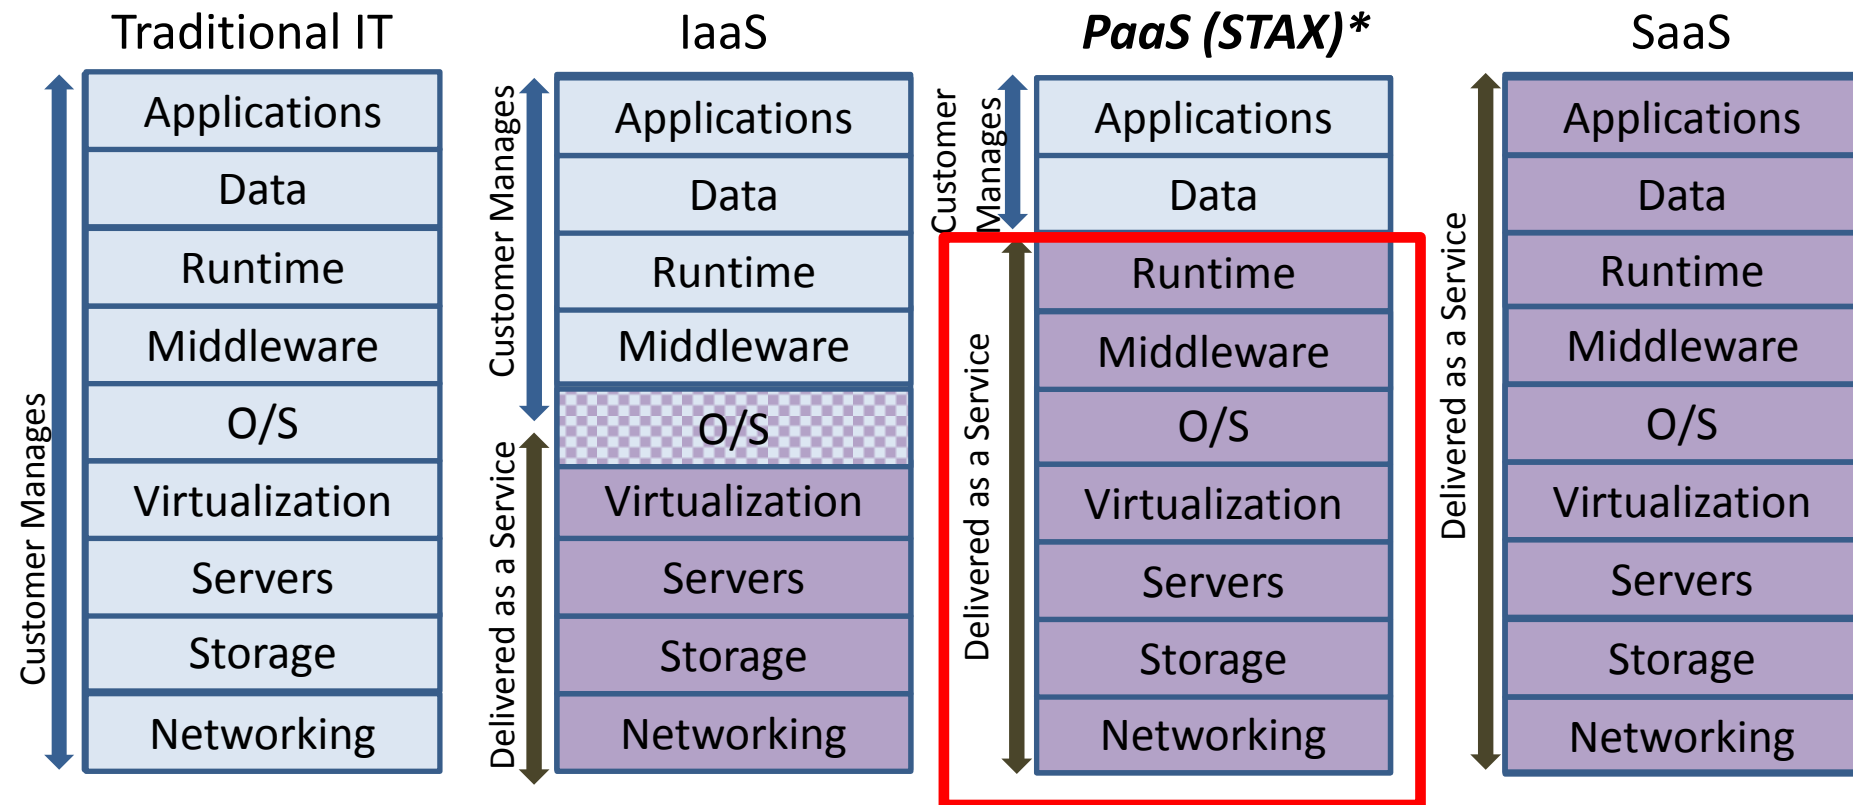 Traditional IT
Customer Manages
Applications
Data
Runtime
Middleware
O/S
Virtualization
Servers
Storage
Networking
IaaS
Customer Manages
Delivered as a Service
Applications
Data
Runtime
Middleware
O/S
Virtualization
Servers
Storage
Networking
PaaS (STAX)*
Customer
Manages
Delivered as a Service
Applications
Data
Runtime
Middleware
O/S
Virtualization
Servers
Storage
Networking
SaaS
Delivered as a Service
Applications
Data
Runtime
Middleware
O/S
Virtualization
Servers
Storage
Networking